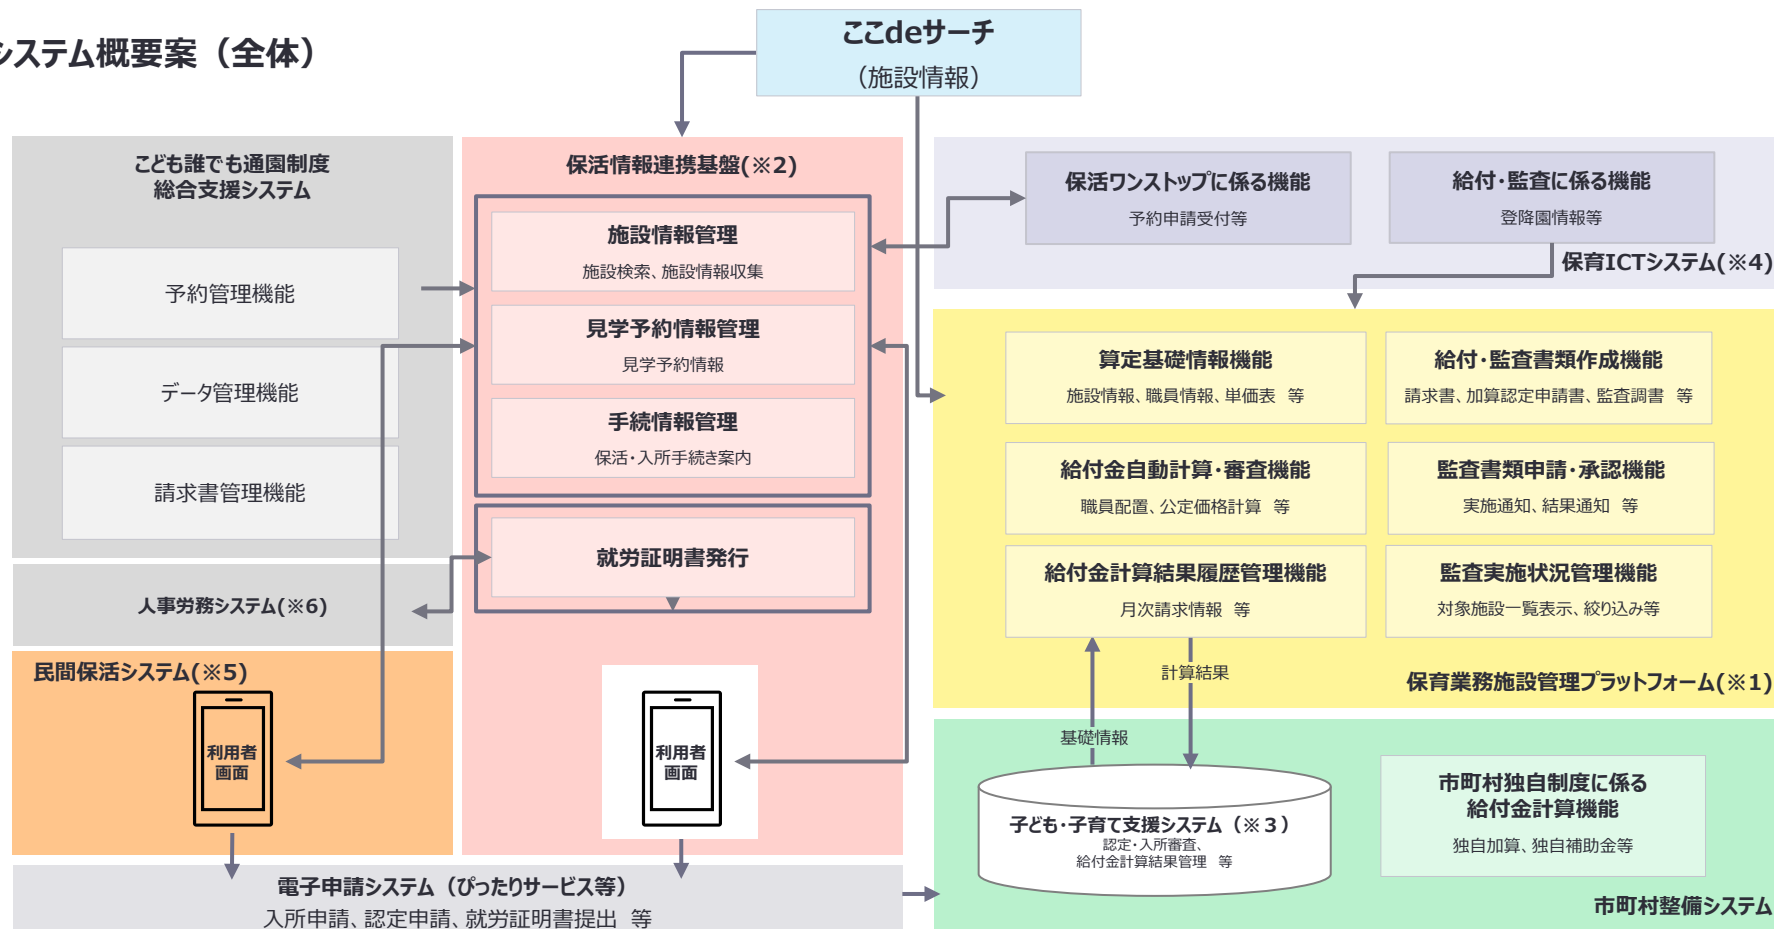 システム概要案（全体）
ここdeサーチ
（施設情報）
こども誰でも通園制度
総合支援システム
予約管理機能
データ管理機能
請求書管理機能
人事労務システム(※6)
民間保活システム(※5)
利用者
画面
保活情報連携基盤(※2)
施設情報管理
施設検索、施設情報収集
見学予約情報管理
見学予約情報
手続情報管理
保活・入所手続き案内
就労証明書発行
利用者
画面
電子申請システム（ぴったりサービス等）
入所申請、認定申請、就労証明書提出 等
保活ワンストップに係る機能
予約申請受付等
給付・監査に係る機能
登降園情報等
保育ICTシステム(※4)
算定基礎情報機能
施設情報、職員情報、単価表 等
給付・監査書類作成機能
請求書、加算認定申請書、監査調書 等
給付金自動計算・審査機能
職員配置、公定価格計算 等
監査書類申請・承認機能
実施通知、結果通知 等
給付金計算結果履歴管理機能
月次請求情報 等
監査実施状況管理機能
対象施設一覧表示、絞り込み等
計算結果
保育業務施設管理プラットフォーム(※1)
基礎情報
子ども・子育て支援システム（※３）
認定・入所審査、
給付金計算結果管理 等
市町村独自制度に係る
給付金計算機能
独自加算、独自補助金等
市町村整備システム